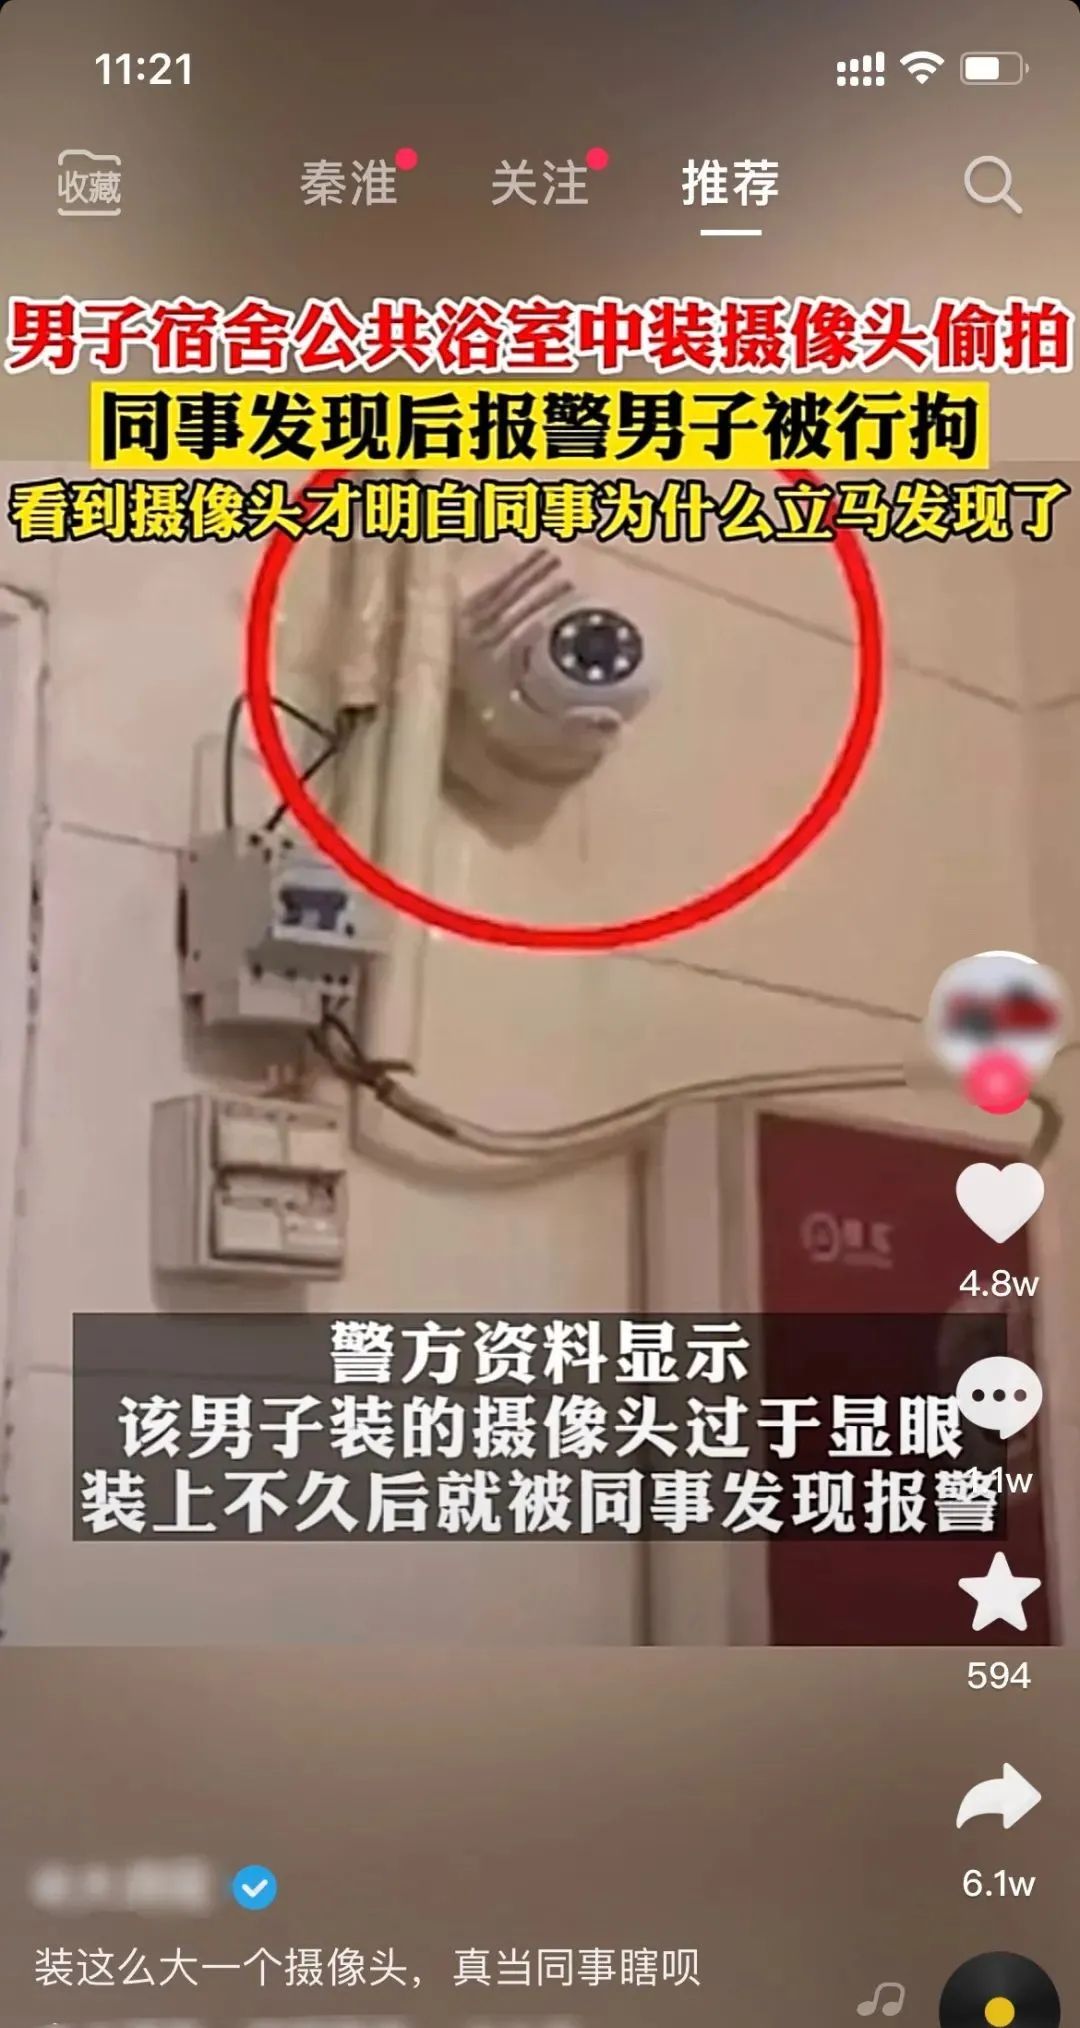 11:21
收藏
秦淮
关注
推荐
男子宿舍公共浴室中装摄像头偷拍
同事发现后报警男子被行拘
看到摄像头才明白同事为什么立马发现了
4.8w
警方资料显示
该男子装的摄像头过于显眼
装上不久后就被同事发现报警
1.1w
594
6.1w
装这么大一个摄像头，真当同事瞎呗